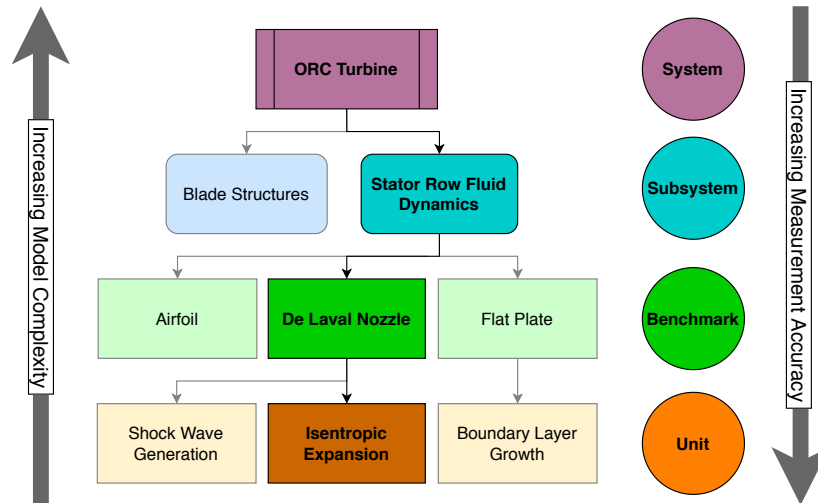 ORC Turbine
System
Increasing Model Complexity
Increasing Measurement Accuracy
Blade Structures
Stator Row Fluid
Dynamics
Subsystem
Airfoil
De Laval Nozzle
Flat Plate
Benchmark
Shock Wave
Generation
Isentropic
Expansion
Boundary Layer
Growth
Unit